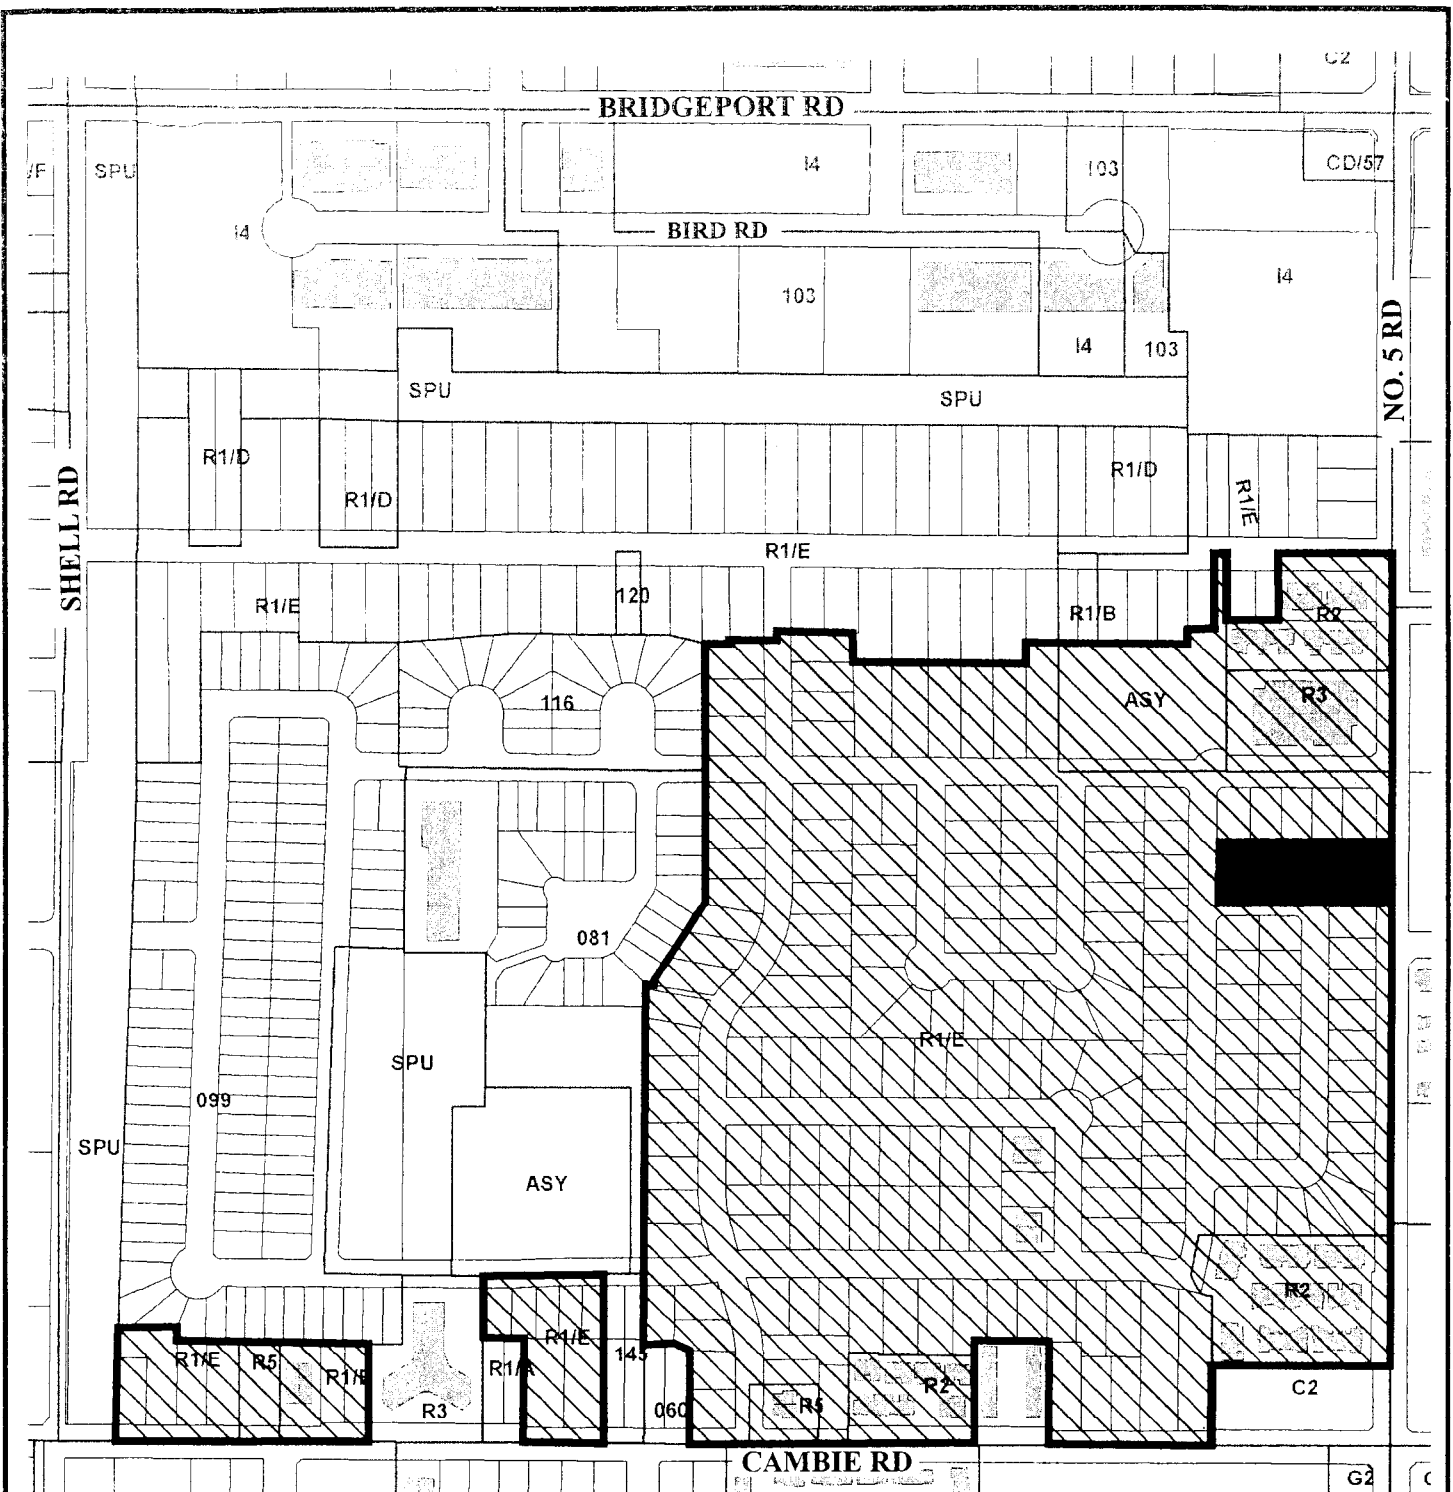 C2
BRIDGEPORT RD
/F
SPU
I4
103
CD/57
I4
BIRD RD
103
I4
I4
103
NO. 5 RD
SPU
SPU
R1/D
R1/D
R1/D
R1/E
SHELL RD
R1/E
R1/E
120
R1/B
R2
116
ASY
R3
081
R1/E
SPU
099
SPU
ASY
R2
R1/E
R5
R1/E
R1/A
R1/E
145
R3
060
R5
R2
C2
CAMBIE RD
G2